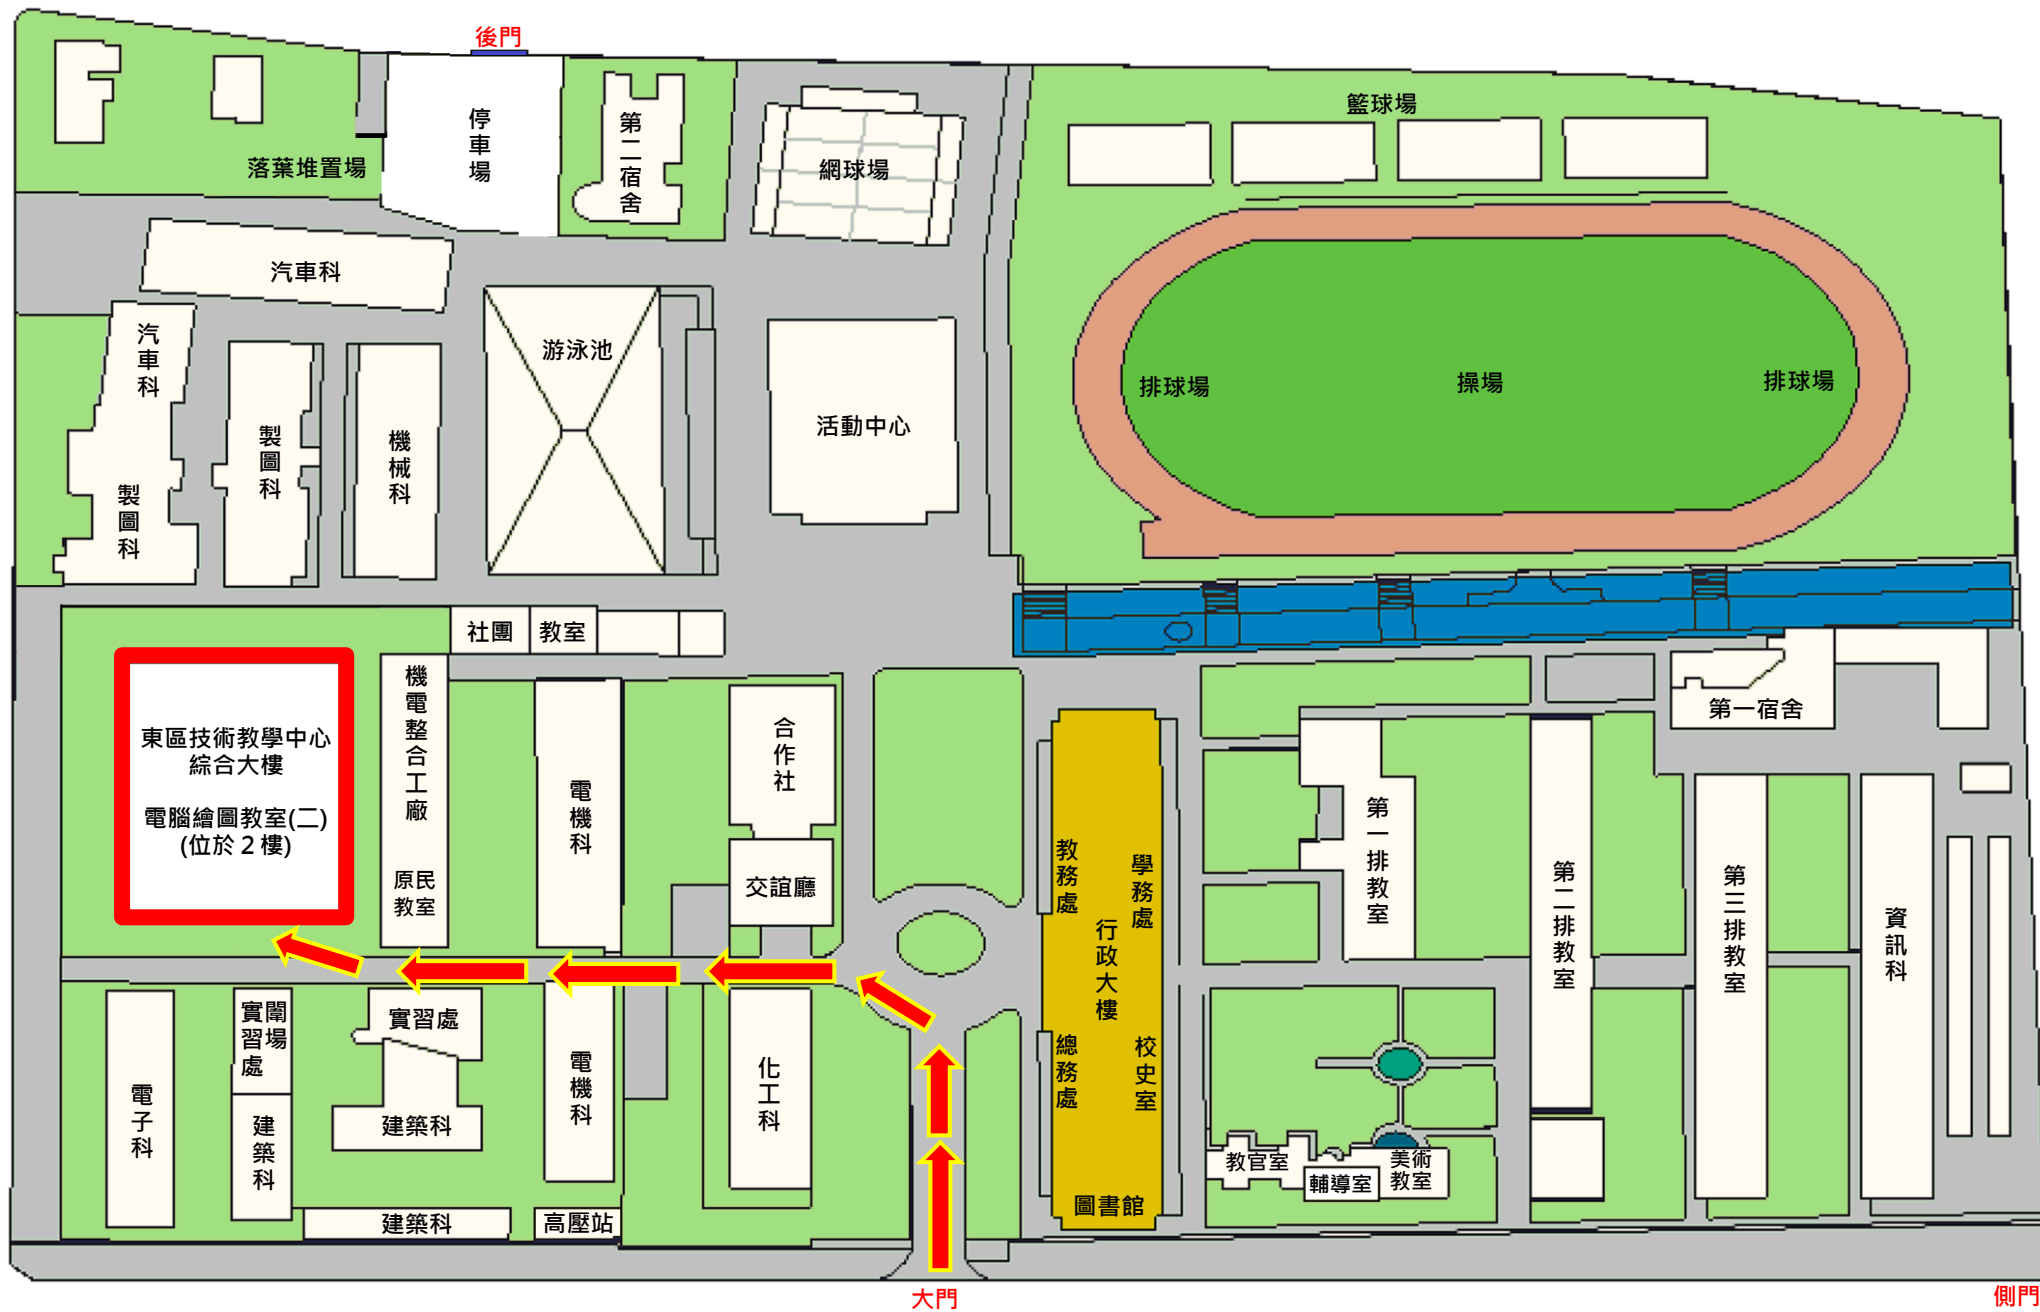 後門
籃球場
停車場
第二宿舍
落葉堆置場
網球場
汽車科
汽車科
游泳池
排球場
操場
排球場
活動中心
製圖科
機械科
製圖科
社團
教室
機電整合工廠
原民
教室
東區技術教學中心
綜合大樓
電腦繪圖教室(二)
(位於2樓)
電機科
合作社
交誼廳
第一宿舍
教務處
學務處
行政大樓
總務處
校史室
圖書館
第一排教室
第二排教室
第三排教室
資訊科
電子科
實習處
闈場
建築科
實習處
建築科
電機科
化工科
建築科
高壓站
教官室
輔導室
美術
教室
大門
側門